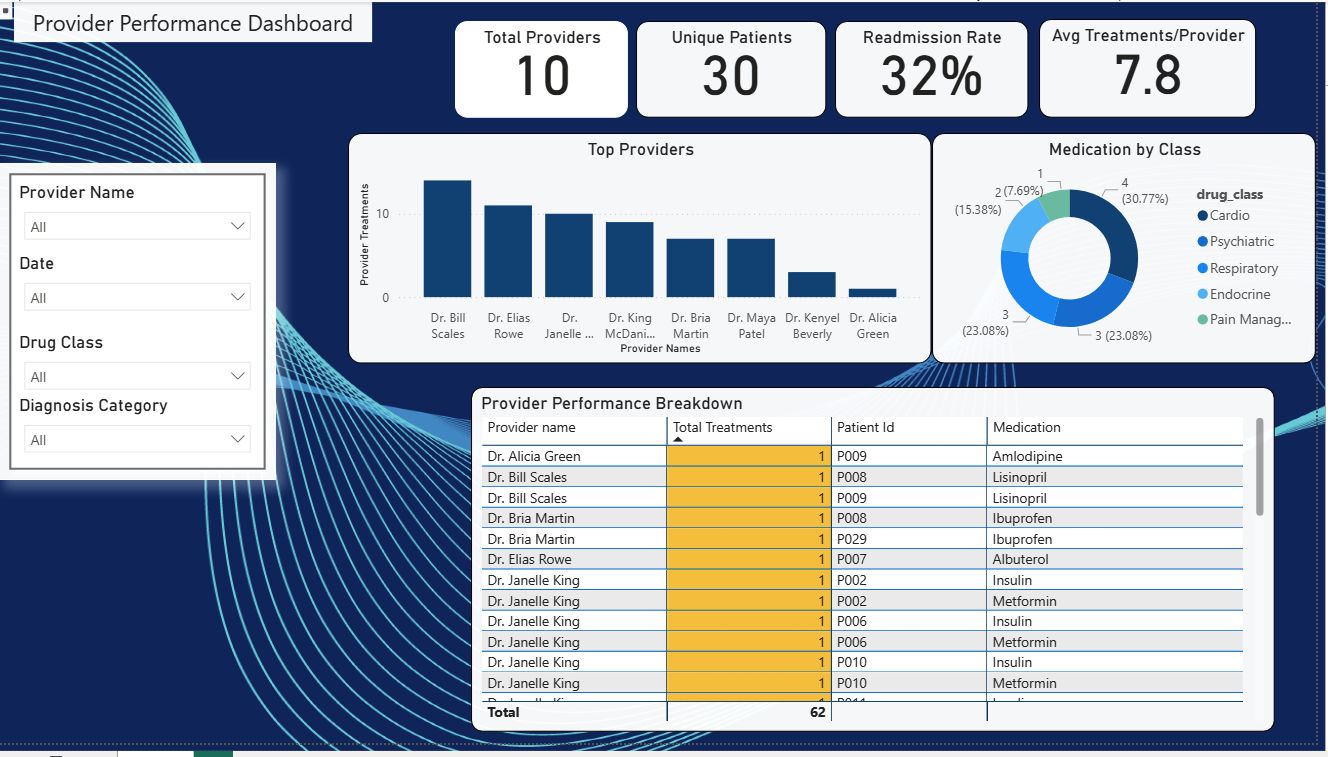 Provider Performance Dashboard
Total Providers
10
Unique Patients
30
Readmission Rate
32%
Avg Treatments/Provider
7.8
Provider Name
All
Date
All
Drug Class
All
Diagnosis Category
All
Top Providers
Provider Treatments
10
0
Dr. Bill
Scales
Dr. Elias
Rowe
Dr.
Janelle ...
Dr. King
McDani...
Dr. Bria
Martin
Dr. Maya
Patel
Dr. Kenyel
Beverly
Dr. Alicia
Green
Provider Names
Medication by Class
4
(30.77%)
3 (23.08%)
3
(23.08%)
2
(15.38%)
1
(7.69%)
drug_class
Cardio
Psychiatric
Respiratory
Endocrine
Pain Manag...
Provider Performance Breakdown
Provider name Total Treatments Patient Id Medication
Dr. Alicia Green 1 P009 Amlodipine
Dr. Bill Scales 1 P008 Lisinopril
Dr. Bill Scales 1 P009 Lisinopril
Dr. Bria Martin 1 P008 Ibuprofen
Dr. Bria Martin 1 P029 Ibuprofen
Dr. Elias Rowe 1 P007 Albuterol
Dr. Janelle King 1 P002 Insulin
Dr. Janelle King 1 P002 Metformin
Dr. Janelle King 1 P006 Insulin
Dr. Janelle King 1 P006 Metformin
Dr. Janelle King 1 P010 Insulin
Dr. Janelle King 1 P010 Metformin
Total 62